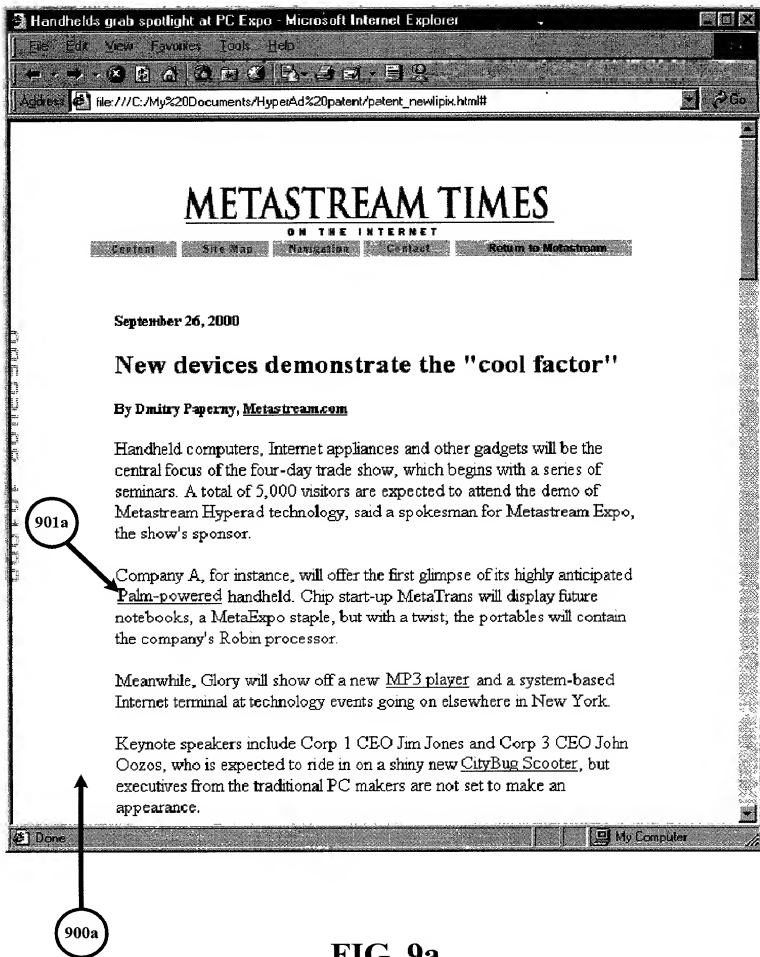 Handhelds grab spotlight at PC Expo - Microsoft Internet Explorer
File Edit View Favorites Tools Help
Address file:///C:/My%20Documents/HyperAd%20patent/patent_newlipix.html# Go
METASTREAM TIMES
ON THE INTERNET
Content Site Map Navigation Contact Return to Metastream
September 26, 2000
New devices demonstrate the "cool factor"
By Dmitry Paperny, Metastream.com
Handheld computers, Internet appliances and other gadgets will be the
central focus of the four-day trade show, which begins with a series of
seminars. A total of 5,000 visitors are expected to attend the demo of
Metastream Hyperad technology, said a spokesman for Metastream Expo,
the show's sponsor.
901a
Company A, for instance, will offer the first glimpse of its highly anticipated
Palm-powered handheld. Chip start-up MetaTrans will display future
notebooks, a MetaExpo staple, but with a twist; the portables will contain
the company's Robin processor.
Meanwhile, Glory will show off a new MP3 player and a system-based
Internet terminal at technology events going on elsewhere in New York.
Keynote speakers include Corp 1 CEO Jim Jones and Corp 3 CEO John
Oozos, who is expected to ride in on a shiny new CityBug Scooter, but
executives from the traditional PC makers are not set to make an
appearance.
Done My Computer
900a
FIG. 9a